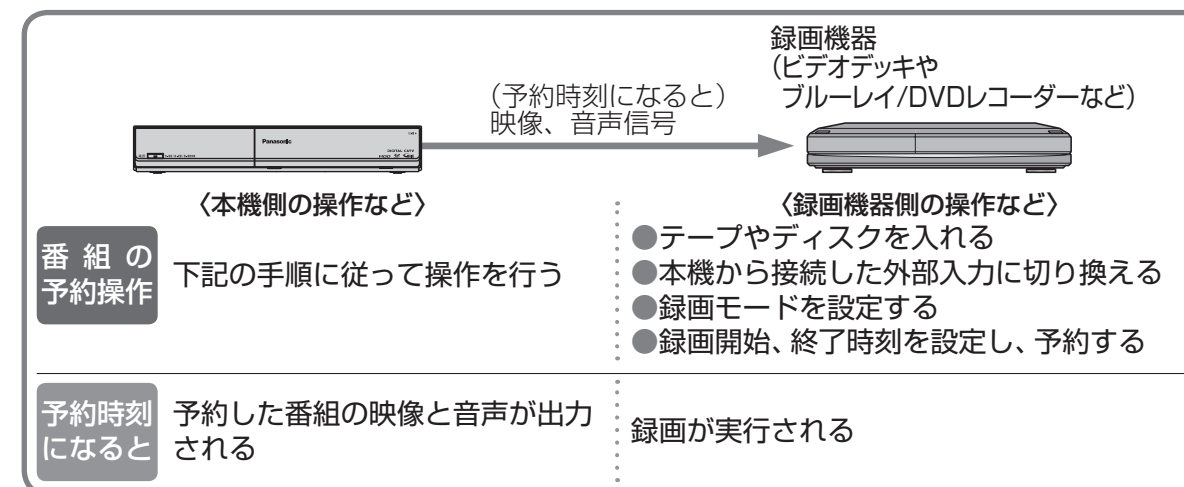 録画機器
(ビデオデッキや
ブルーレイ/DVDレコーダーなど)
(予約時刻になると)
映像、音声信号
Panasonic
DIGITAL CATV
HDD
〈本機側の操作など〉
〈録画機器側の操作など〉
番組の
予約操作
下記の手順に従って操作を行う
●テープやディスクを入れる
●本機から接続した外部入力に切り換える
●録画モードを設定する
●録画開始、終了時刻を設定し、予約する
予約時刻
になると
予約した番組の映像と音声が出力
される
録画が実行される